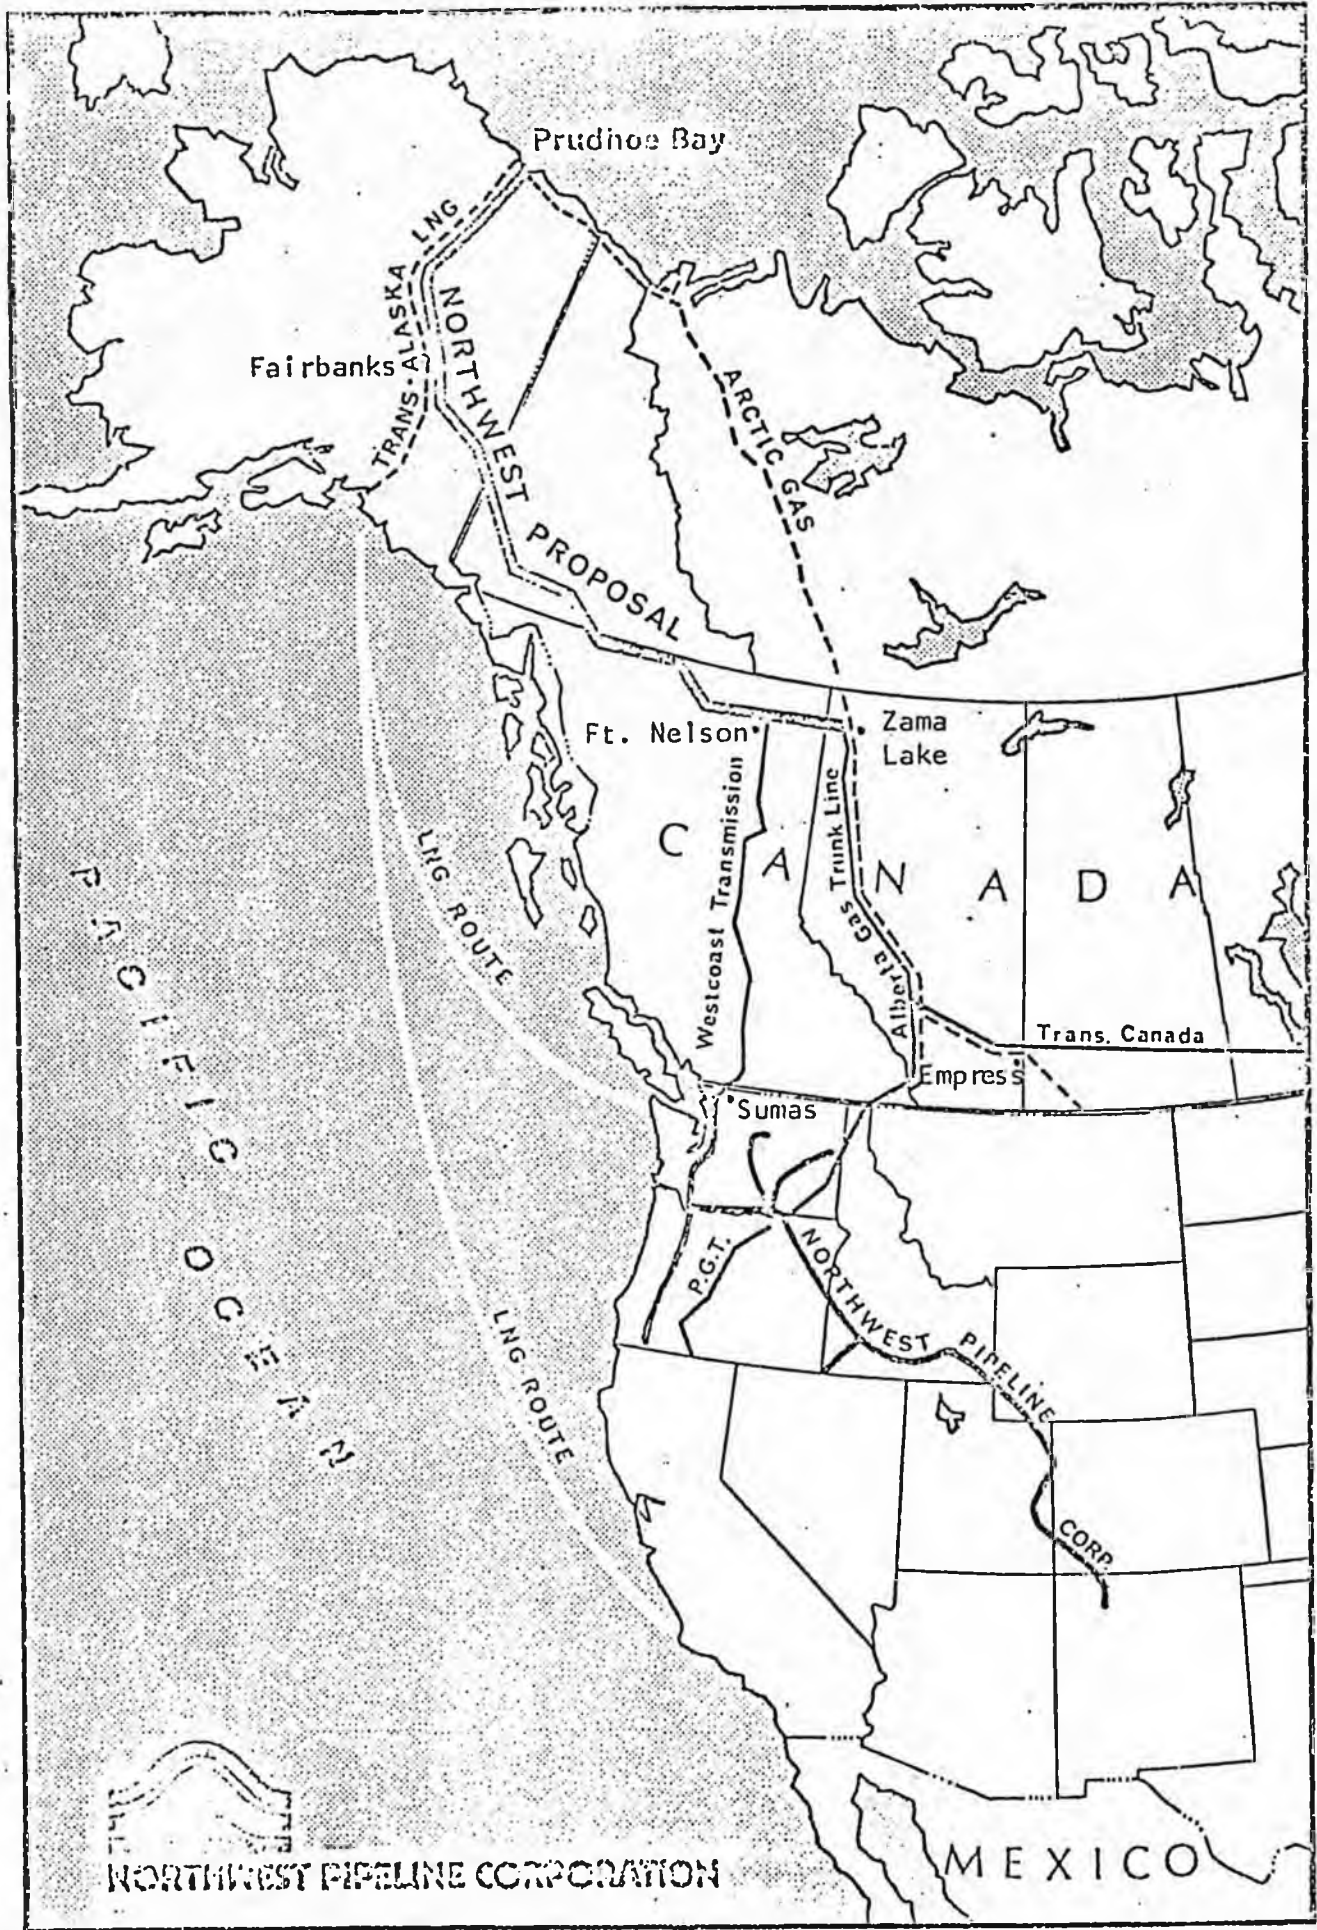 Prudhoe Bay
TRANS-ALASKA LNG
NORTHWEST PROPOSAL
Fairbanks
ARCTIC GAS
Ft. Nelson
Zama
Lake
Westcoast Transmission
Alberta Gas Trunk Line
CANADA
LNG ROUTE
PACIFIC OCEAN
Trans. Canada
Empress
Sumas
P.G.T.
NORTHWEST PIPELINE CORP.
LNG ROUTE
MEXICO
NORTHWEST PIPELINE CORPORATION